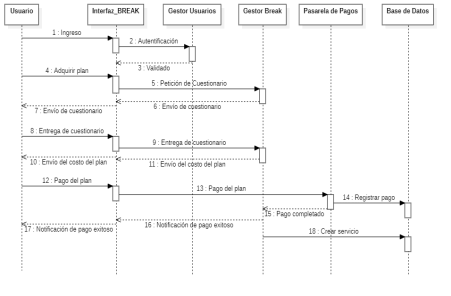 Usuario
Interfaz_BREAK
Gestor Usuarios
Gestor Break
Pasarela de Pagos
Base de Datos
1 : Ingreso
2 : Autentificación
3 : Validado
4 : Adquirir plan
5 : Petición de Cuestionario
6 : Envío de cuestionario
7 : Envío de cuestionario
8 : Entrega de cuestionario
9 : Entrega de cuestionario
10 : Envío del costo del plan
11 : Envío del costo del plan
12 : Pago del plan
13 : Pago del plan
14 : Registrar pago
15 : Pago completado
16 : Notificación de pago exitoso
17 : Notificación de pago exitoso
18 : Crear servicio